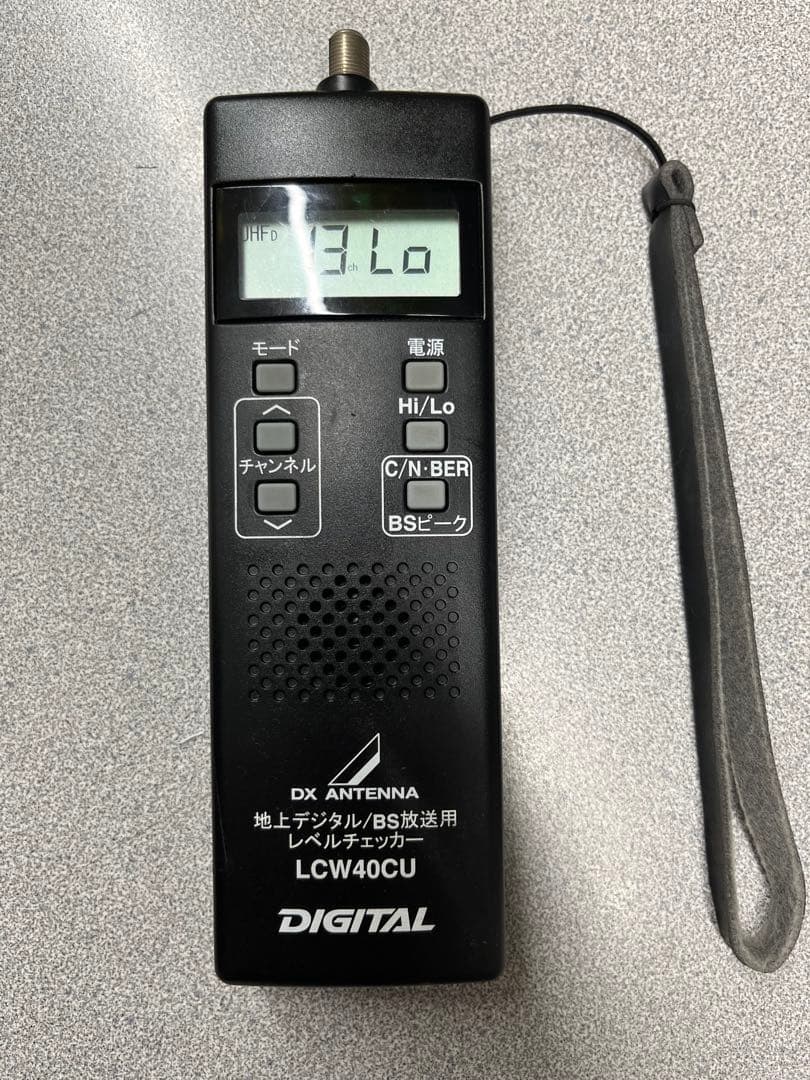 UHF D 13 ch Lo
モード 電源
Hi/Lo
チャンネル C/N·BER
BSピーク
DX ANTENNA
地上デジタル/BS放送用
レベルチェッカー
LCW40CU
DIGITAL